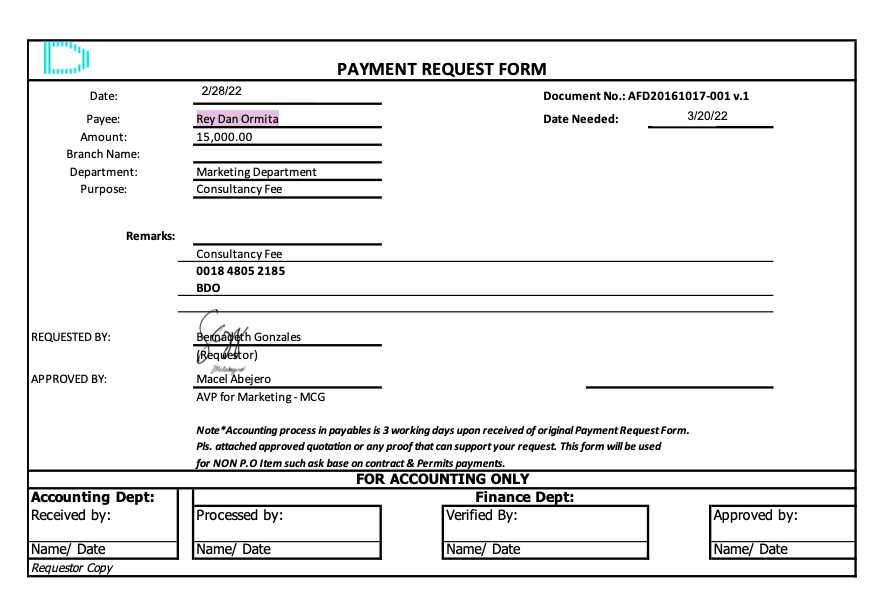 PAYMENT REQUEST FORM
Date: 2/28/22 Document No.: AFD20161017-001 v.1
Payee: Rey Dan Ormita Date Needed: 3/20/22
Amount: 15,000.00
Branch Name:
Department: Marketing Department
Purpose: Consultancy Fee
Remarks:
Consultancy Fee
0018 4805 2185
BDO
REQUESTED BY: Bernadeth Gonzales
(Requestor)
APPROVED BY: Macel Abejero
AVP for Marketing - MCG
Note*Accounting process in payables is 3 working days upon received of original Payment Request Form.
Pls. attached approved quotation or any proof that can support your request. This form will be used
for NON P.O Item such ask base on contract & Permits payments.
FOR ACCOUNTING ONLY
Accounting Dept: Finance Dept:
Received by: Processed by: Verified By: Approved by:
Name/ Date Name/ Date Name/ Date Name/ Date
Requestor Copy